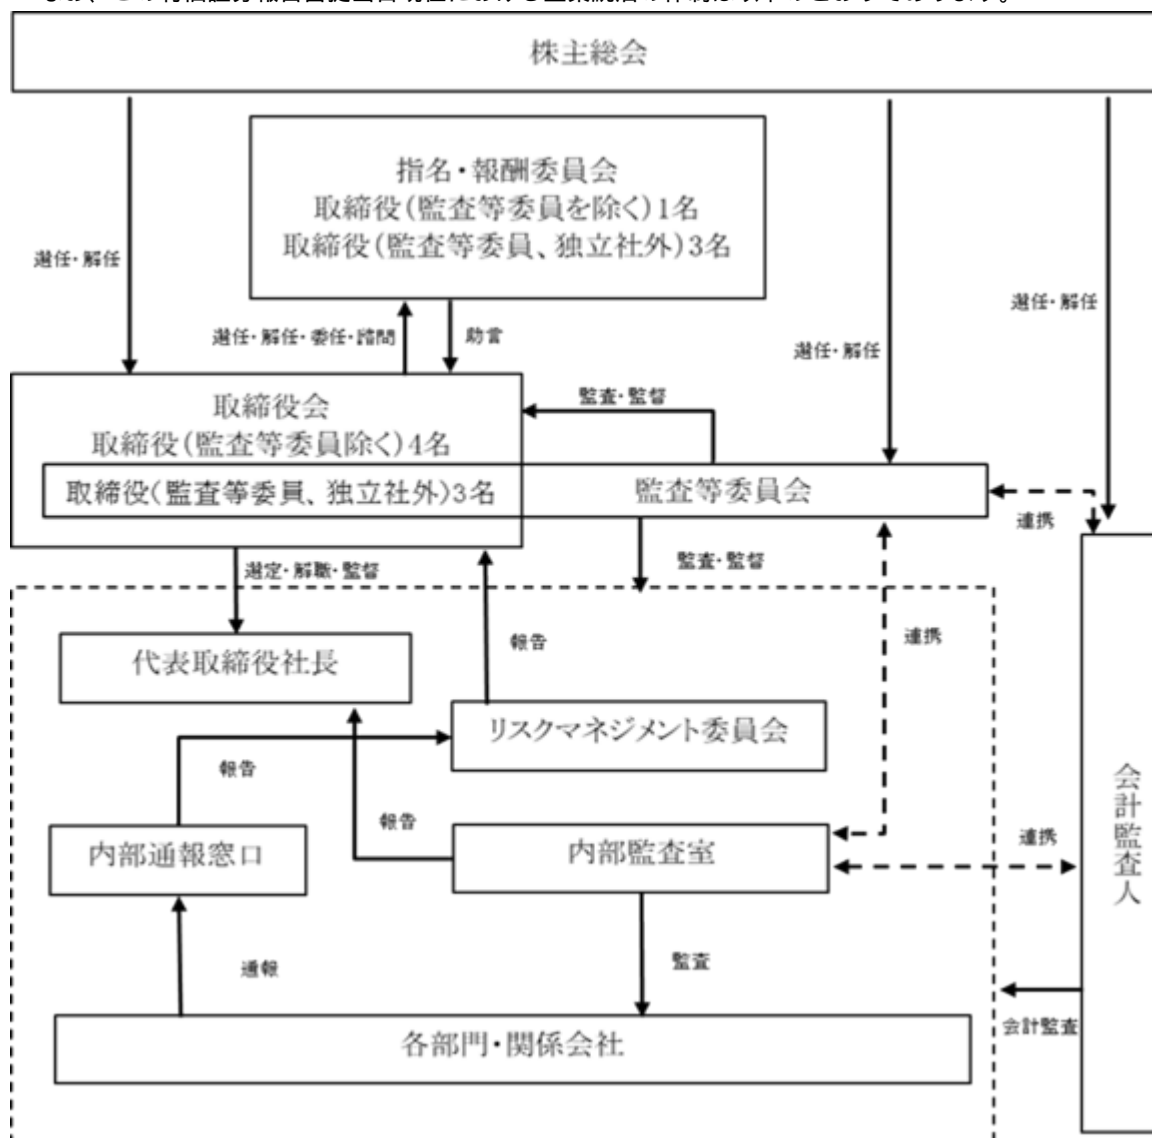 株主総会
指名・報酬委員会
取締役(監査等委員を除く)1名
取締役(監査等委員、独立社外)3名
選任・解任
選任・解任
選任・解任・委任・諮問
助言
選任・解任
取締役会
取締役(監査等委員除く)4名
監査・監督
取締役(監査等委員、独立社外)3名
監査等委員会
連携
選定・解職・監督
監査・監督
代表取締役社長
報告
連携
リスクマネジメント委員会
報告
会計監査人
報告
内部通報窓口
内部監査室
連携
通報
監査
会計監査
各部門・関係会社